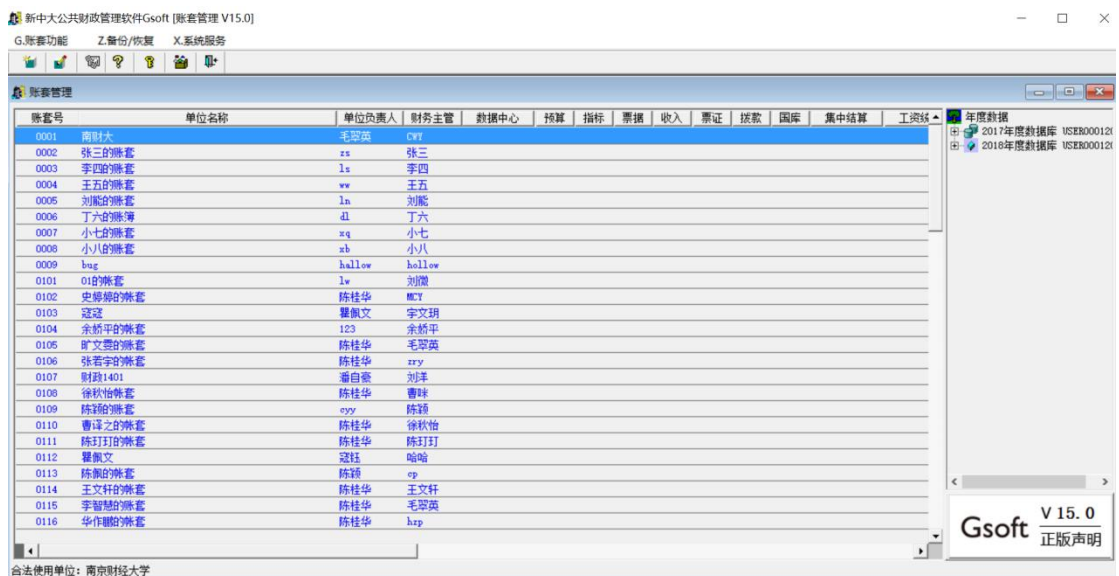 新中大公共财政管理软件Gsoft [账套管理 V15.0]
G.账套功能 Z.备份/恢复 X.系统服务
账套管理
账套号 单位名称 单位负责人 财务主管 数据中心 预算 指标 票据 收入 票证 拨款 国库 集中结算
年度数据
2017年度数据库 USER00012(
2018年度数据库 USER00012(
0001 南财大 毛翠英 CWY
0002 张三的账套 zs 张三
0003 李四的账套 ls 李四
0004 王五的账套 ww 王五
0005 刘能的账套 ln 刘能
0006 丁六的账簿 dl 丁六
0007 小七的账套 xq 小七
0008 小八的账套 xb 小八
0009 bug hallow hollow
0101 01的帐套 lw 刘微
0102 史婷婷的帐套 陈桂华 MCY
0103 寇寇 瞿佩文 宇文玥
0104 余娇平的帐套 123 余娇平
0105 旷文雯的账套 陈桂华 毛翠英
0106 张若宇的帐套 陈桂华 zry
0107 财政1401 潘自豪 刘洋
0108 徐秋怡帐套 陈桂华 曹咪
0109 陈颖的账套 cyy 陈颖
0110 曹译之的帐套 陈桂华 徐秋怡
0111 陈玎玎的帐套 陈桂华 陈玎玎
0112 瞿佩文 寇钰 哈哈
0113 陈佩的帐套 陈颖 cp
0114 王文轩的帐套 陈桂华 王文轩
0115 李智慧的账套 陈桂华 毛翠英
0116 华作鹏的帐套 陈桂华 hzp
Gsoft V 15.0
正版声明
合法使用单位：南京财经大学